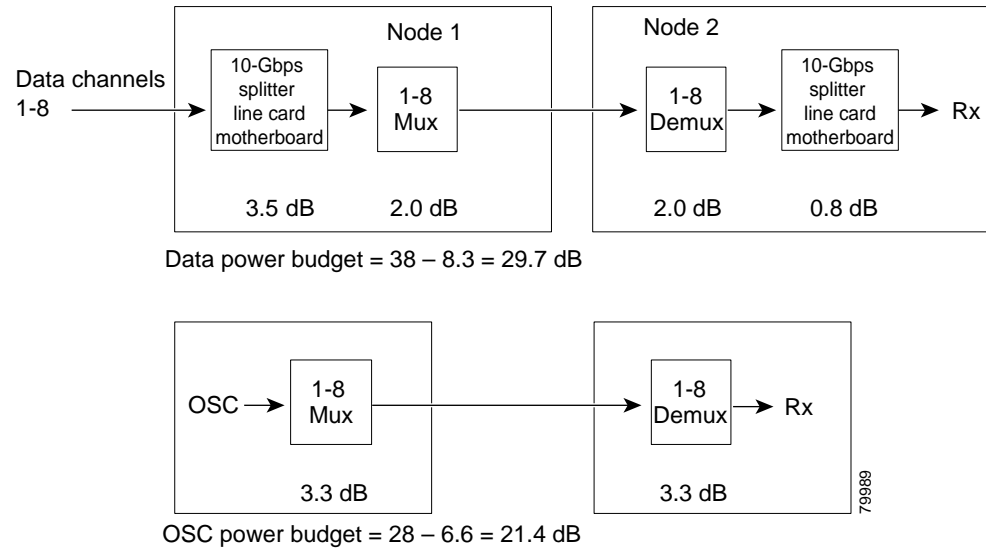 Node 1
Node 2
Data channels
1-8
10-Gbps
splitter
line card
motherboard
1-8
Mux
1-8
Demux
10-Gbps
splitter
line card
motherboard
Rx
3.5 dB
2.0 dB
2.0 dB
0.8 dB
Data power budget = 38 – 8.3 = 29.7 dB
OSC
1-8
Mux
1-8
Demux
Rx
3.3 dB
3.3 dB
79989
OSC power budget = 28 – 6.6 = 21.4 dB